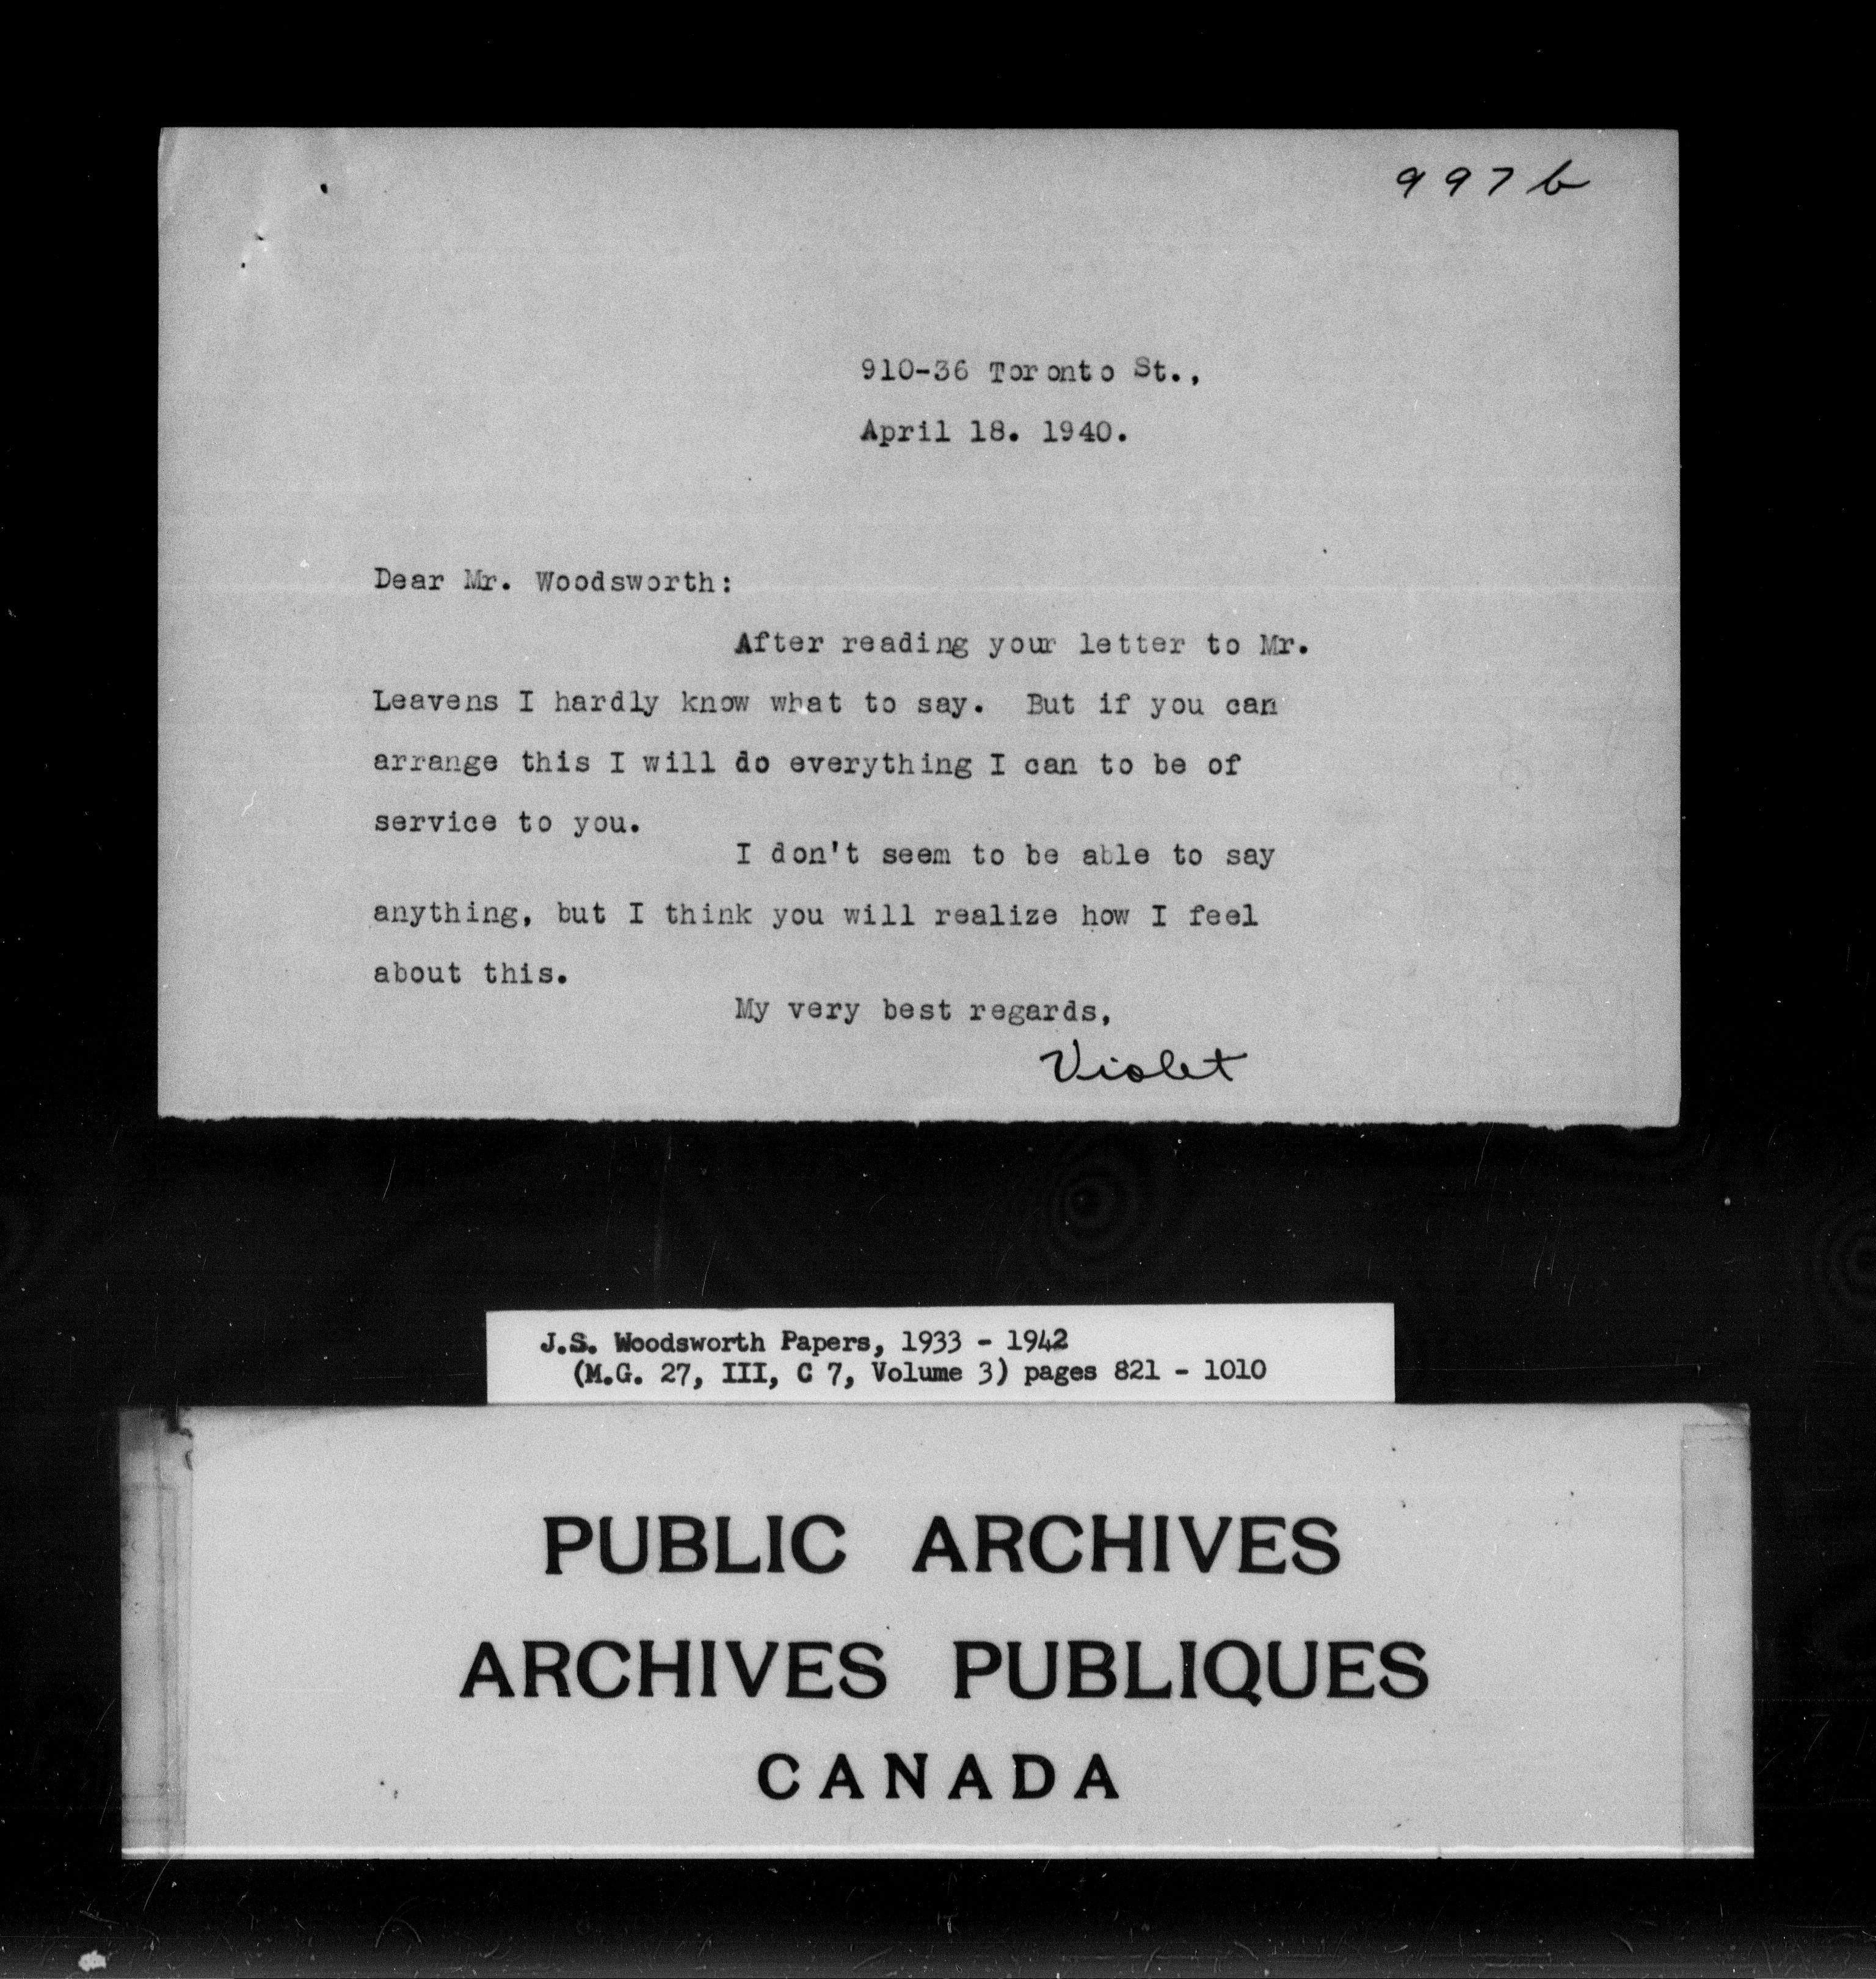 997b
910-36 Toronto St.,
April 18. 1940.
Dear Mr. Woodsworth:
After reading your letter to Mr.
Leavens I hardly know what to say. But if you can
arrange this I will do everything I can to be of
service to you.
I don't seem to be able to say
anything, but I think you will realize how I feel
about this.
My very best regards,
Violet
J.S. Woodsworth Papers, 1933 - 1942
(M.G. 27, III, C 7, Volume 3) pages 821 - 1010
PUBLIC ARCHIVES
ARCHIVES PUBLIQUES
CANADA